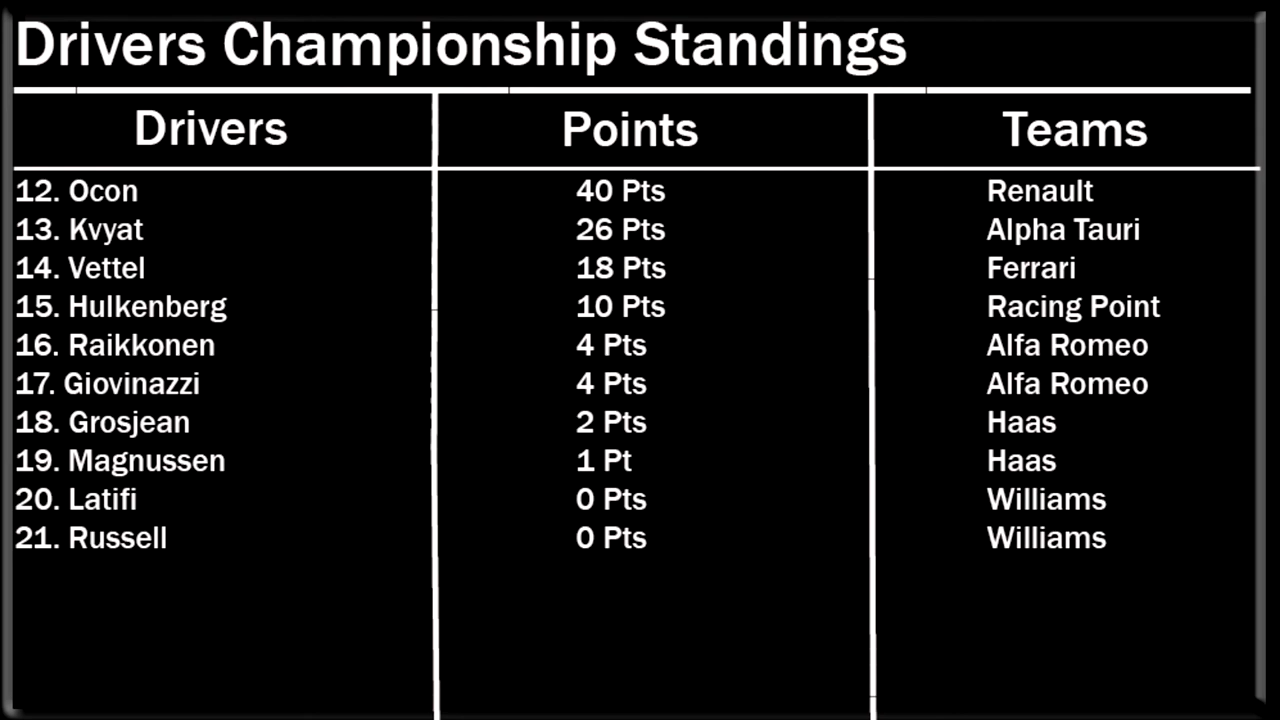 Drivers Championship Standings
Drivers Points Teams
12. Ocon 40 Pts Renault
13. Kvyat 26 Pts Alpha Tauri
14. Vettel 18 Pts Ferrari
15. Hulkenberg 10 Pts Racing Point
16. Raikkonen 4 Pts Alfa Romeo
17. Giovinazzi 4 Pts Alfa Romeo
18. Grosjean 2 Pts Haas
19. Magnussen 1 Pt Haas
20. Latifi 0 Pts Williams
21. Russell 0 Pts Williams